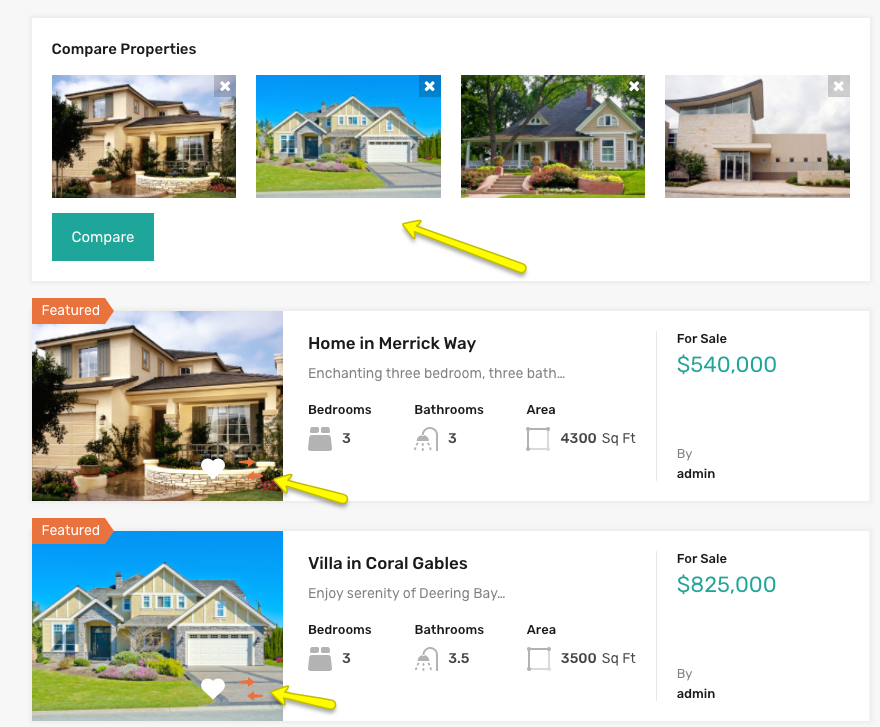 Compare Properties
Compare
Featured
Home in Merrick Way
Enchanting three bedroom, three bath...
Bedrooms Bathrooms Area
3 3 4300 Sq Ft
For Sale
$540,000
By
admin
Featured
Villa in Coral Gables
Enjoy serenity of Deering Bay...
Bedrooms Bathrooms Area
3 3.5 3500 Sq Ft
For Sale
$825,000
By
admin